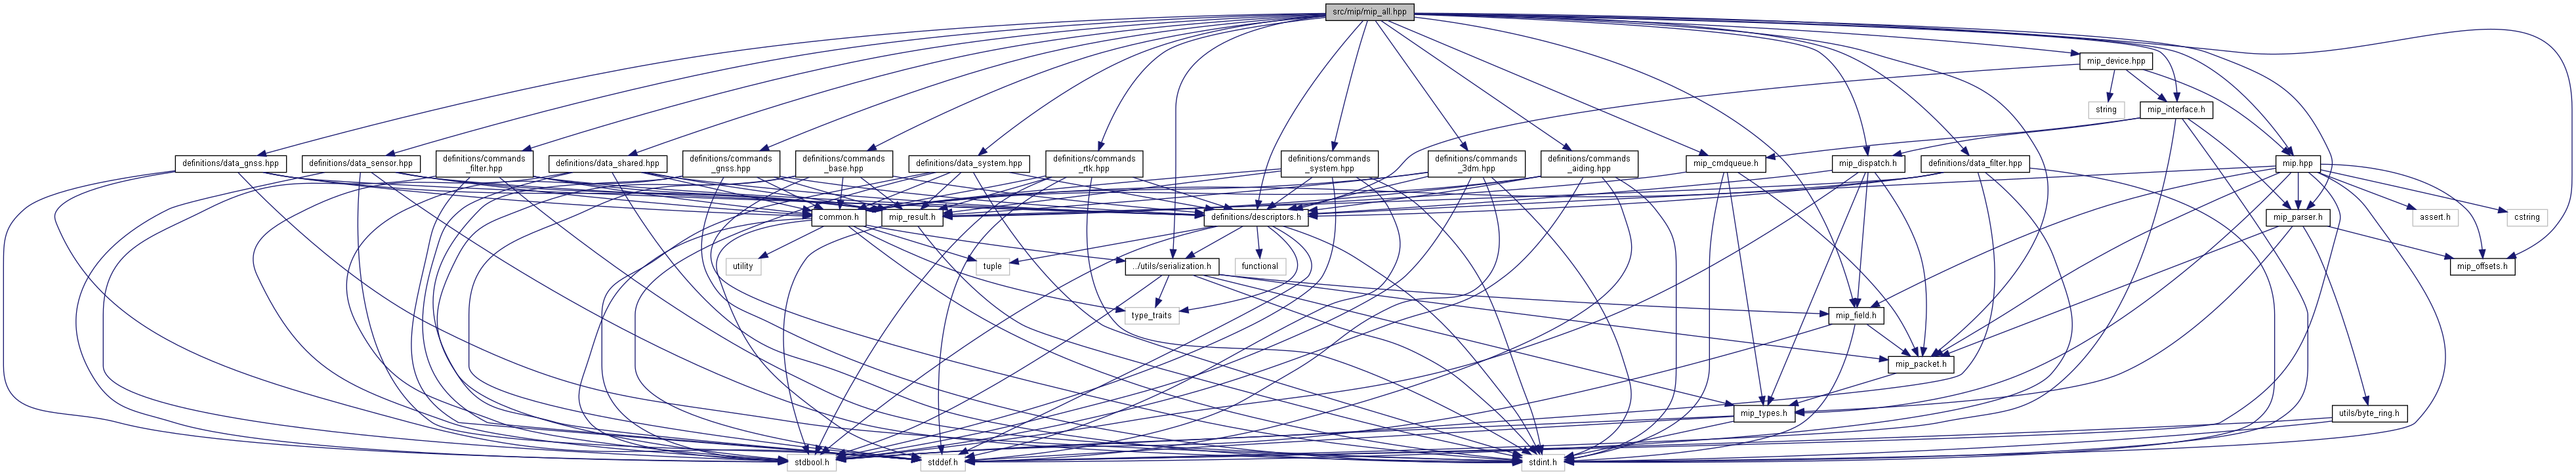 src/mip/mip_all.hpp
mip_device.hpp
string
mip_interface.h
definitions/data_gnss.hpp
definitions/data_sensor.hpp
definitions/commands
_filter.hpp
definitions/data_shared.hpp
definitions/commands
_gnss.hpp
definitions/commands
_base.hpp
definitions/data_system.hpp
definitions/commands
_rtk.hpp
definitions/commands
_system.hpp
definitions/commands
_3dm.hpp
definitions/commands
_aiding.hpp
mip_cmdqueue.h
mip_dispatch.h
definitions/data_filter.hpp
mip.hpp
common.h
mip_result.h
definitions/descriptors.h
mip_parser.h
assert.h
cstring
utility
tuple
../utils/serialization.h
functional
mip_offsets.h
type_traits
mip_field.h
mip_packet.h
mip_types.h
utils/byte_ring.h
stdbool.h
stddef.h
stdint.h